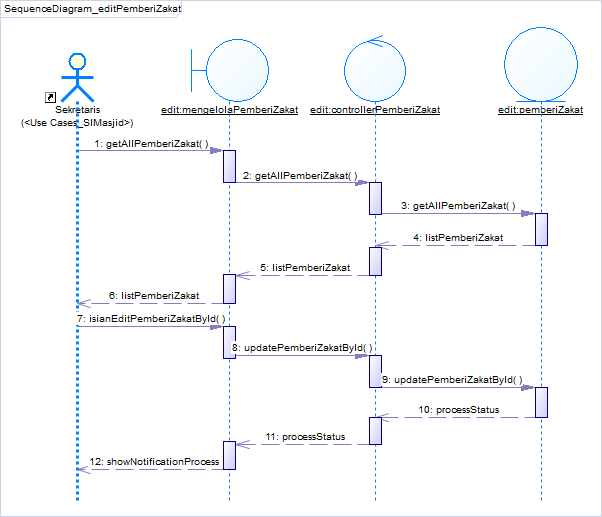 SequenceDiagram_editPemberiZakat
Sekretaris
(<Use Cases_SIMasjid>)
edit:mengelolaPemberiZakat
edit:controllerPemberiZakat
edit:pemberiZakat
1: getAllPemberiZakat( )
2: getAllPemberiZakat( )
3: getAllPemberiZakat( )
4: listPemberiZakat
5: listPemberiZakat
6: listPemberiZakat
7: isianEditPemberiZakatById( )
8: updatePemberiZakatById( )
9: updatePemberiZakatById( )
10: processStatus
11: processStatus
12: showNotificationProcess